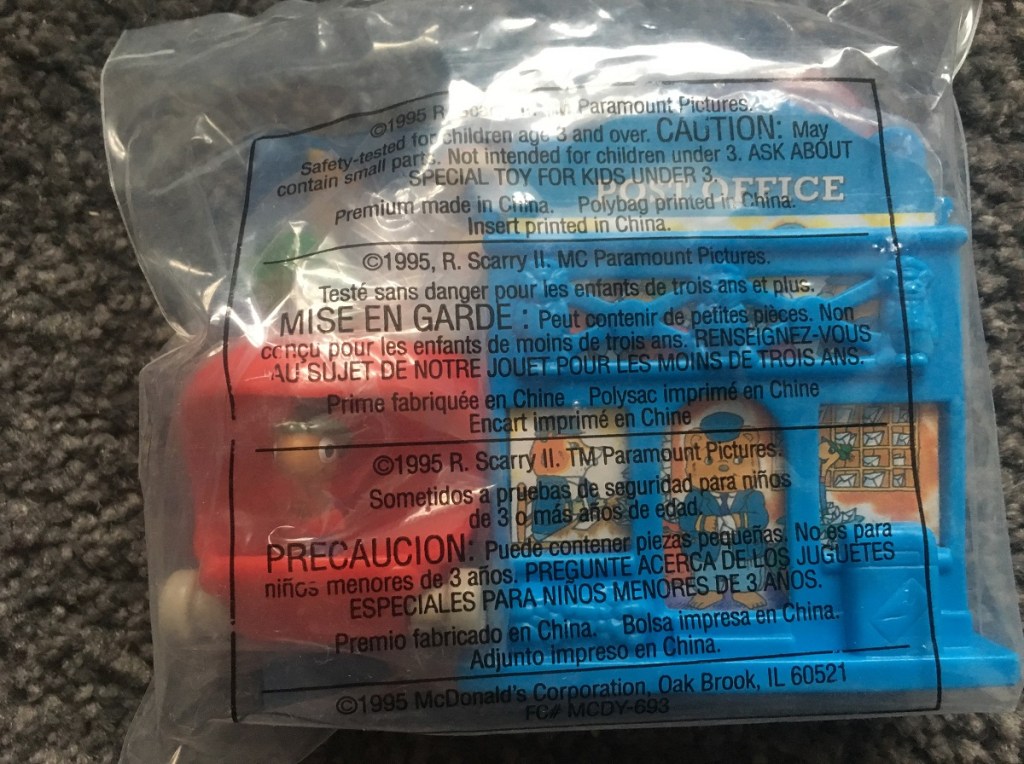 ©1995 R. Scarry II. TM Paramount Pictures.
Safety-tested for children age 3 and over. CAUTION: May
contain small parts. Not intended for children under 3. ASK ABOUT
SPECIAL TOY FOR KIDS UNDER 3.
POST OFFICE
Premium made in China. Polybag printed in China.
Insert printed in China.
©1995, R. Scarry II. MC Paramount Pictures.
Testé sans danger pour les enfants de trois ans et plus.
MISE EN GARDE : Peut contenir de petites pièces. Non
conçu pour les enfants de moins de trois ans. RENSEIGNEZ-VOUS
AU SUJET DE NOTRE JOUET POUR LES MOINS DE TROIS ANS.
Prime fabriquée en Chine Polysac imprimé en Chine
Encart imprimé en Chine
©1995 R. Scarry II. TM Paramount Pictures.
Sometidos a pruebas de seguridad para niños
de 3 o más años de edad.
PRECAUCION: Puede contener piezas pequeñas. No es para
niños menores de 3 años. PREGUNTE ACERCA DE LOS JUGUETES
ESPECIALES PARA NIÑOS MENORES DE 3 AÑOS.
Premio fabricado en China. Bolsa impresa en China.
Adjunto impreso en China.
©1995 McDonald's Corporation, Oak Brook, IL 60521
FC# MCDY-693